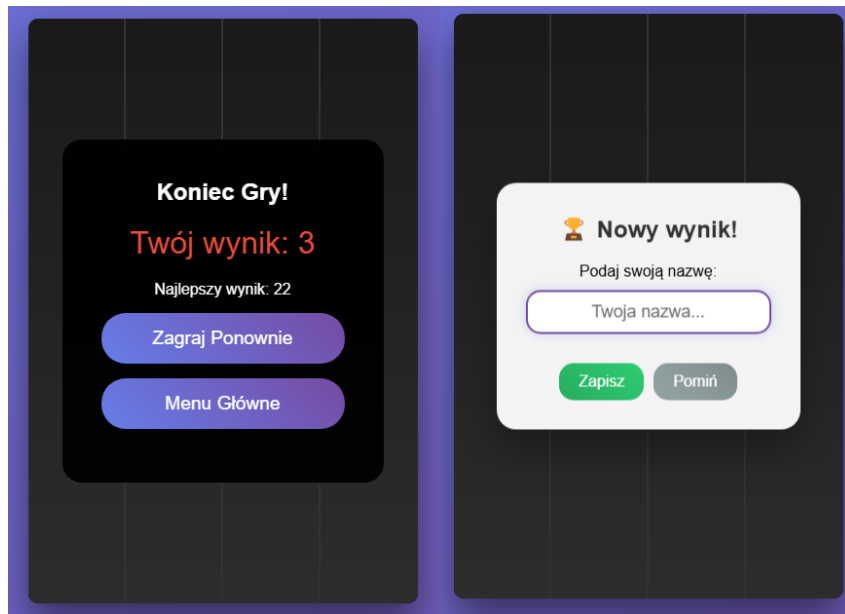 Koniec Gry!
Twój wynik: 3
Najlepszy wynik: 22
Zagraj Ponownie
Menu Główne
🏆 Nowy wynik!
Podaj swoją nazwę:
Twoja nazwa...
Zapisz
Pomiń